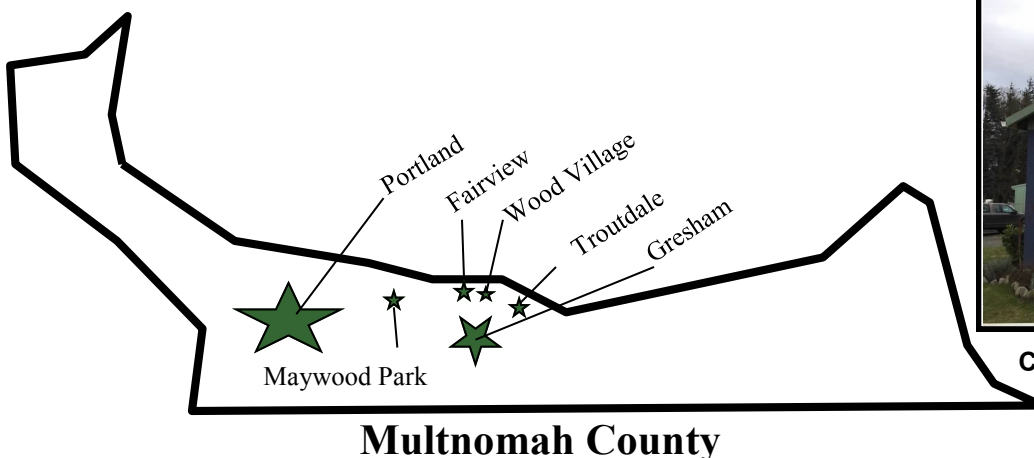 Portland
Fairview
Wood Village
Troutdale
Gresham
Maywood Park
C
Multnomah County